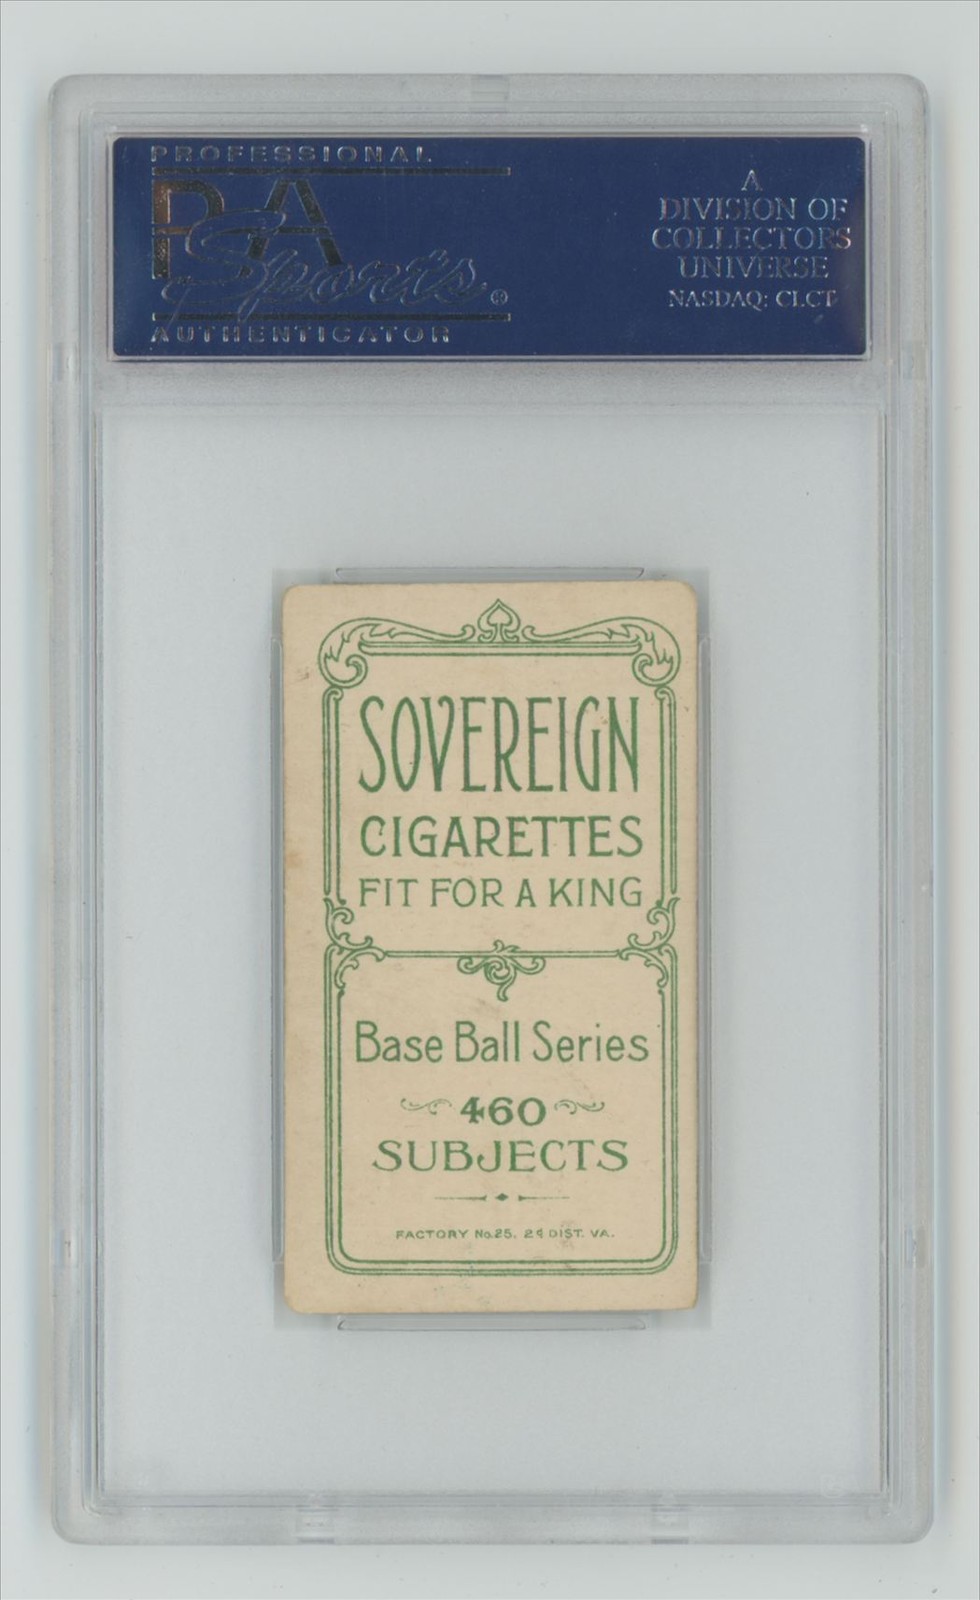 PROFESSIONAL
PSA
Sports®
AUTHENTICATOR
A
DIVISION OF
COLLECTORS
UNIVERSE
NASDAQ: CLCT
SOVEREIGN
CIGARETTES
FIT FOR A KING
Base Ball Series
460
SUBJECTS
FACTORY No. 25. 2d DIST. VA.